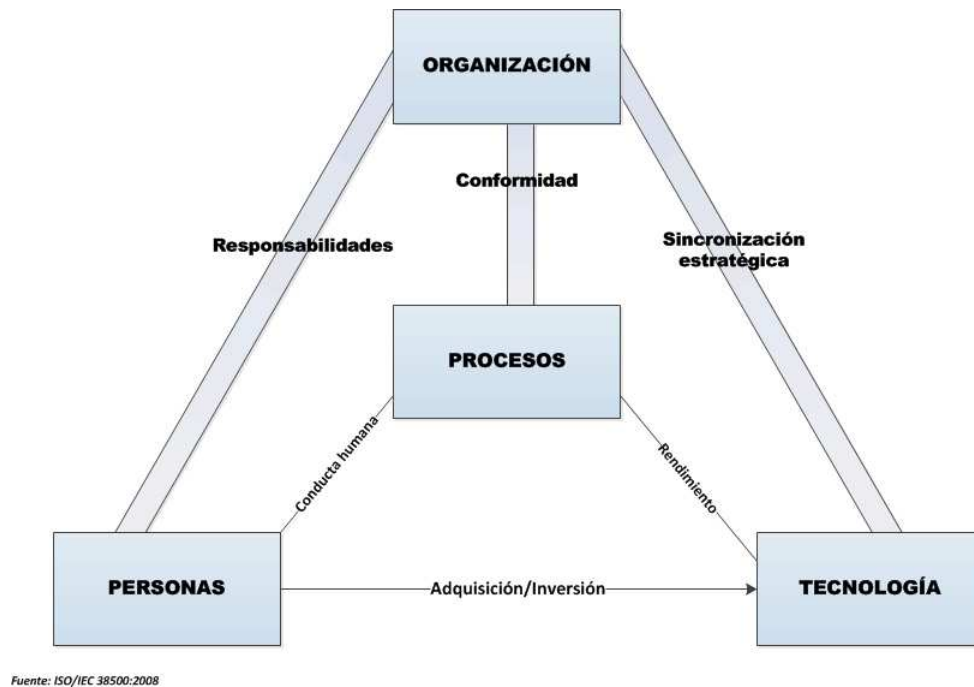 ORGANIZACIÓN
Conformidad
Responsabilidades
Sincronización
estratégica
PROCESOS
Conducta humana
Rendimiento
PERSONAS
Adquisición/Inversión
TECNOLOGÍA
Fuente: ISO/IEC 38500:2008